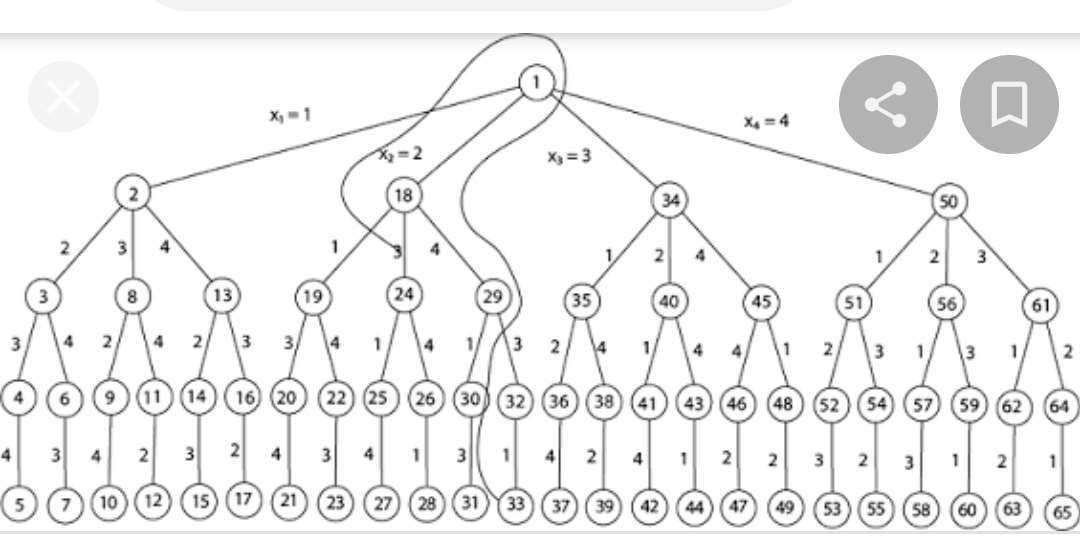 1
x₁ = 1 x₂ = 2 x₃ = 3 x₄ = 4
2 18 34 50
2 3 4 1 3 4 1 2 4 1 2 3
3 8 13 19 24 29 35 40 45 51 56 61
3 4 2 4 2 3 3 4 1 4 1 3 2 4 1 4 4 1 2 3 1 3 1 2
4 6 9 11 14 16 20 22 25 26 30 32 36 38 41 43 46 48 52 54 57 59 62 64
4 3 4 2 3 2 4 3 4 1 3 1 4 2 4 1 2 2 3 2 3 1 2 1
5 7 10 12 15 17 21 23 27 28 31 33 37 39 42 44 47 49 53 55 58 60 63 65